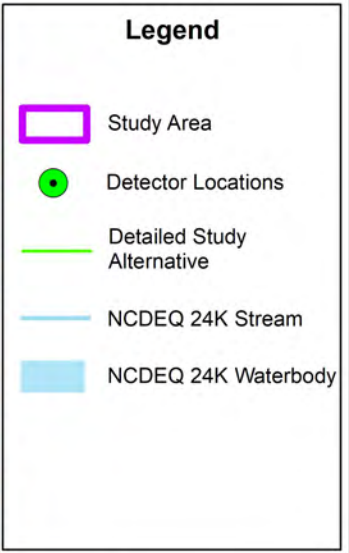 Legend
Study Area
Detector Locations
Detailed Study
Alternative
NCDEQ 24K Stream
NCDEQ 24K Waterbody